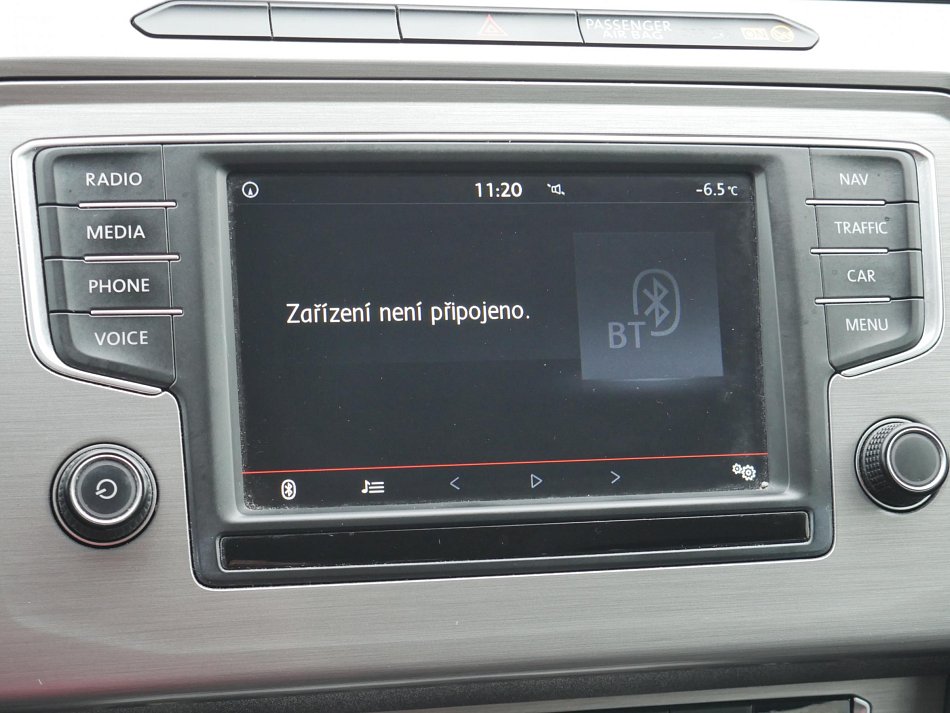 PASSENGER
AIR BAG
ON
RADIO
MEDIA
PHONE
VOICE
11:20
-6.5°C
Zařízení není připojeno.
BT
NAV
TRAFFIC
CAR
MENU